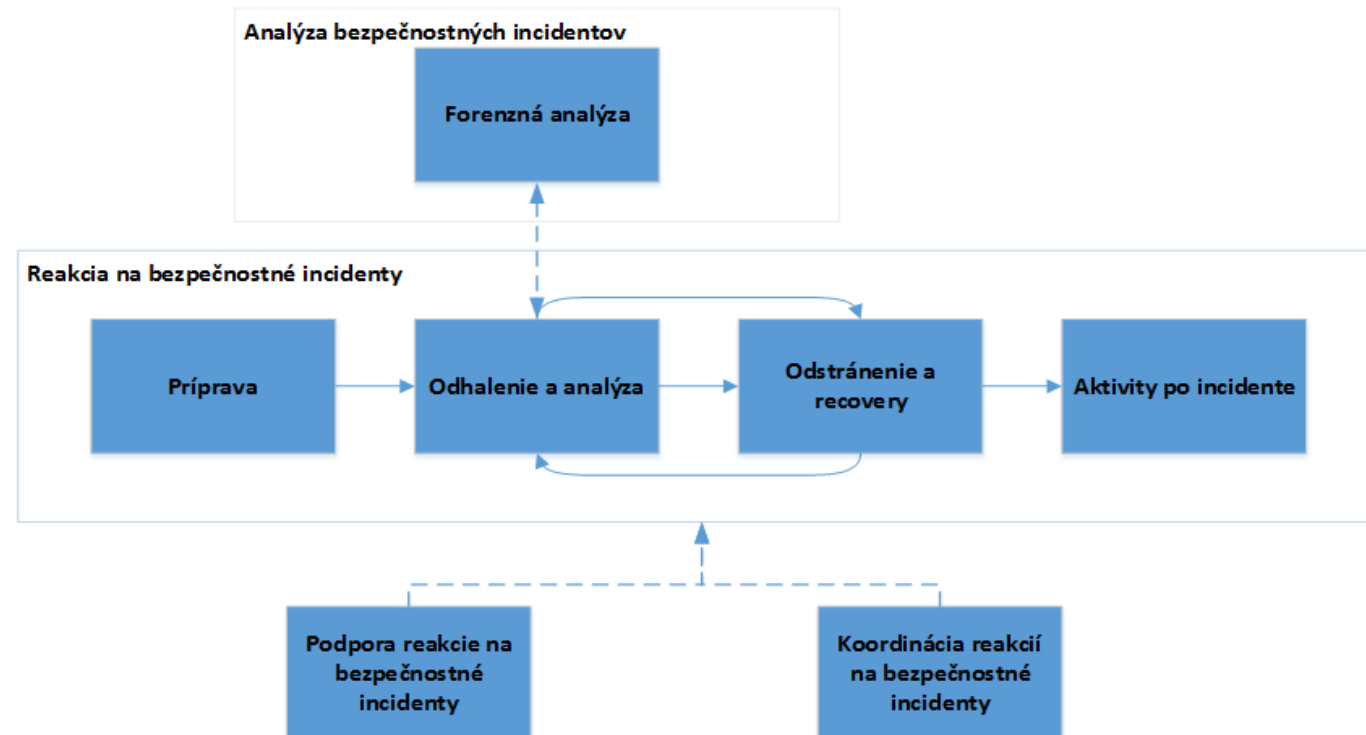 Analýza bezpečnostných incidentov
Forenzná analýza
Reakcia na bezpečnostné incidenty
Príprava
Odhalenie a analýza
Odstránenie a
recovery
Aktivity po incidente
Podpora reakcie na
bezpečnostné
incidenty
Koordinácia reakcií
na bezpečnostné
incidenty